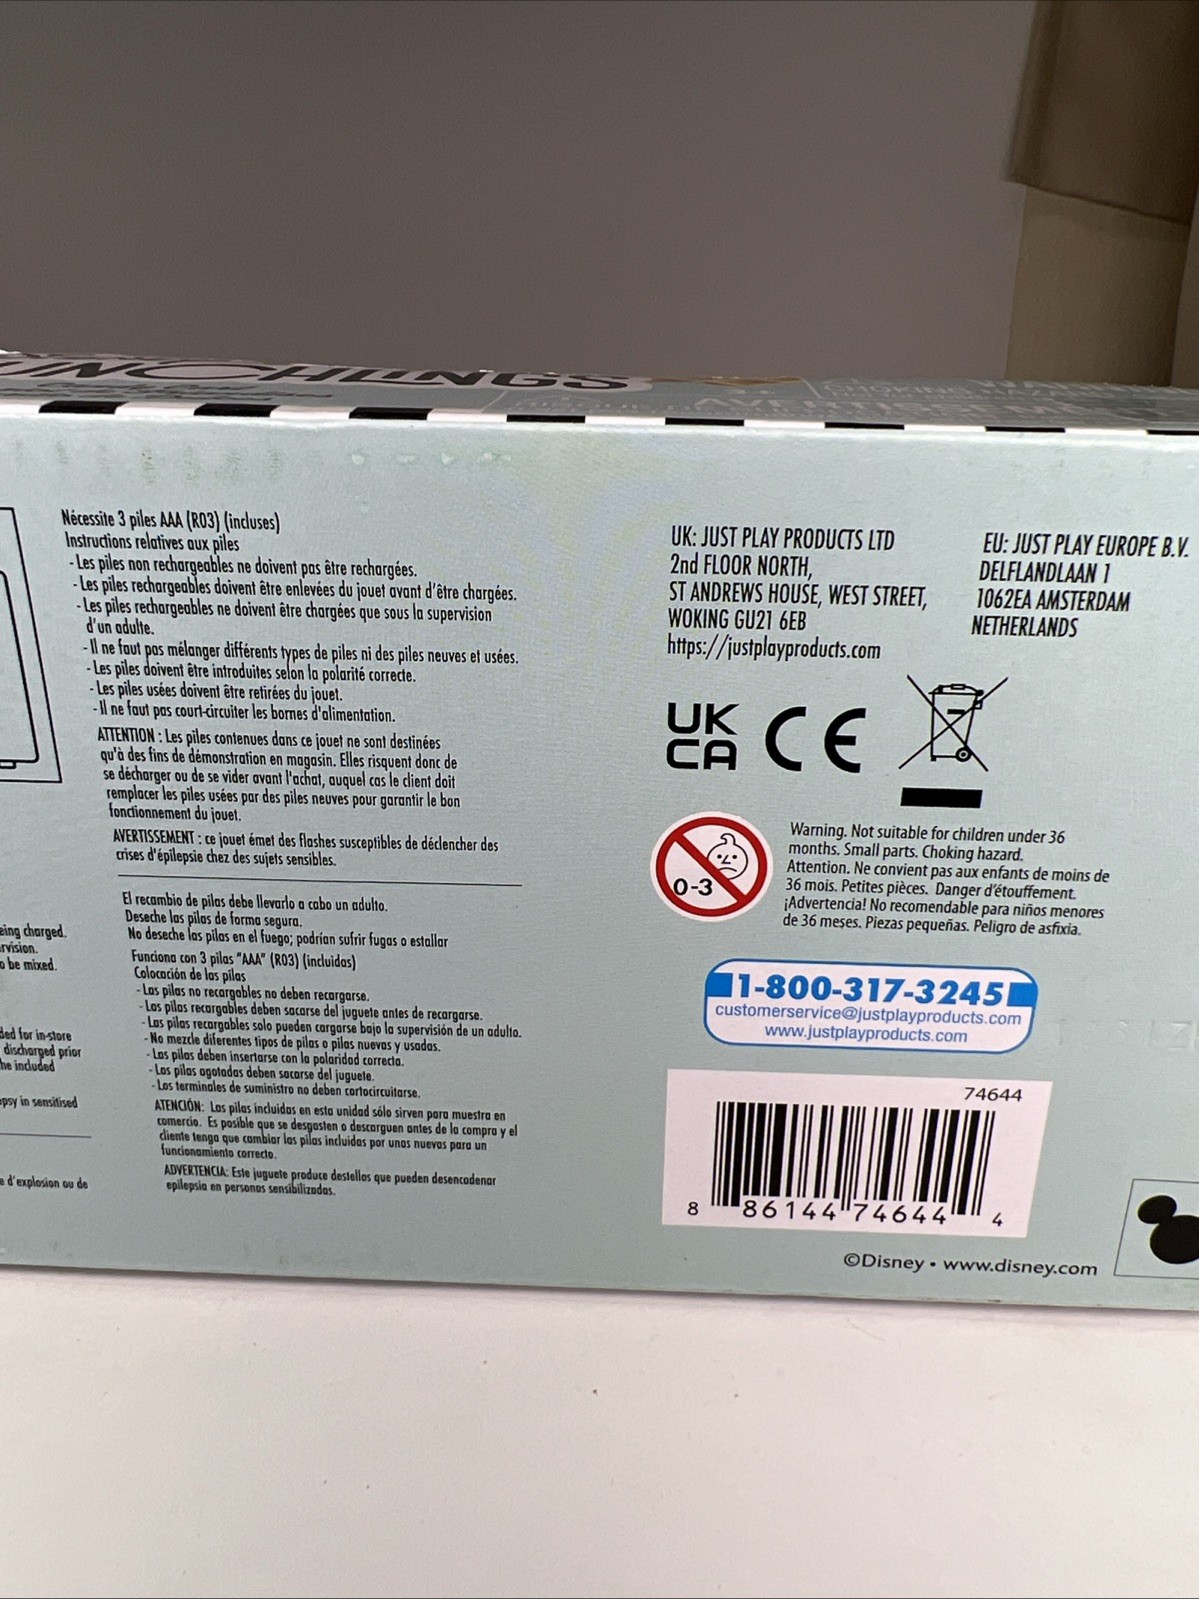 UNCHLINGS
Nécessite 3 piles AAA (R03) (incluses)
Instructions relatives aux piles
- Les piles non rechargeables ne doivent pas être rechargées.
- Les piles rechargeables doivent être enlevées du jouet avant d'être chargées.
- Les piles rechargeables ne doivent être chargées que sous la supervision
d'un adulte.
- Il ne faut pas mélanger différents types de piles ni des piles neuves et usées.
- Les piles doivent être introduites selon la polarité correcte.
- Les piles usées doivent être retirées du jouet.
- Il ne faut pas court-circuiter les bornes d'alimentation.
ATTENTION : Les piles contenues dans ce jouet ne sont destinées
qu'à des fins de démonstration en magasin. Elles risquent donc de
se décharger ou de se vider avant l'achat, auquel cas le client doit
remplacer les piles usées par des piles neuves pour garantir le bon
fonctionnement du jouet.
AVERTISSEMENT : ce jouet émet des flashes susceptibles de déclencher des
crises d'épilepsie chez des sujets sensibles.
El recambio de pilas debe llevarlo a cabo un adulto.
Deseche las pilas de forma segura.
No deseche las pilas en el fuego; podrían sufrir fugas o estallar
Funciona con 3 pilas "AAA" (R03) (incluidas)
Colocación de las pilas
- Las pilas no recargables no deben recargarse.
- Las pilas recargables deben sacarse del juguete antes de recargarse.
- Las pilas recargables solo pueden cargarse bajo la supervisión de un adulto.
- No mezcle diferentes tipos de pilas o pilas nuevas y usadas.
- Las pilas deben insertarse con la polaridad correcta.
- Las pilas agotadas deben sacarse del juguete.
- Los terminales de suministro no deben cortocircuitarse.
ATENCIÓN: Las pilas incluidas en esta unidad sólo sirven para muestra en
comercio. Es posible que se desgasten o descarguen antes de la compra y el
cliente tenga que cambiar las pilas incluidas por unas nuevas para un
funcionamiento correcto.
ADVERTENCIA: Este juguete produce destellos que pueden desencadenar
epilepsia en personas sensibilizadas.
eing charged.
rvision.
o be mixed.
ded for in-store
discharged prior
he included
psy in sensitised
e d'explosion ou de
UK: JUST PLAY PRODUCTS LTD
2nd FLOOR NORTH,
ST ANDREWS HOUSE, WEST STREET,
WOKING GU21 6EB
https://justplayproducts.com
EU: JUST PLAY EUROPE B.V.
DELFLANDLAAN 1
1062EA AMSTERDAM
NETHERLANDS
UK
CA
CE
0-3
Warning. Not suitable for children under 36
months. Small parts. Choking hazard.
Attention. Ne convient pas aux enfants de moins de
36 mois. Petites pièces. Danger d'étouffement.
¡Advertencia! No recomendable para niños menores
de 36 meses. Piezas pequeñas. Peligro de asfixia.
1-800-317-3245
customerservice@justplayproducts.com
www.justplayproducts.com
74644
8 86144 74644 4
©Disney • www.disney.com